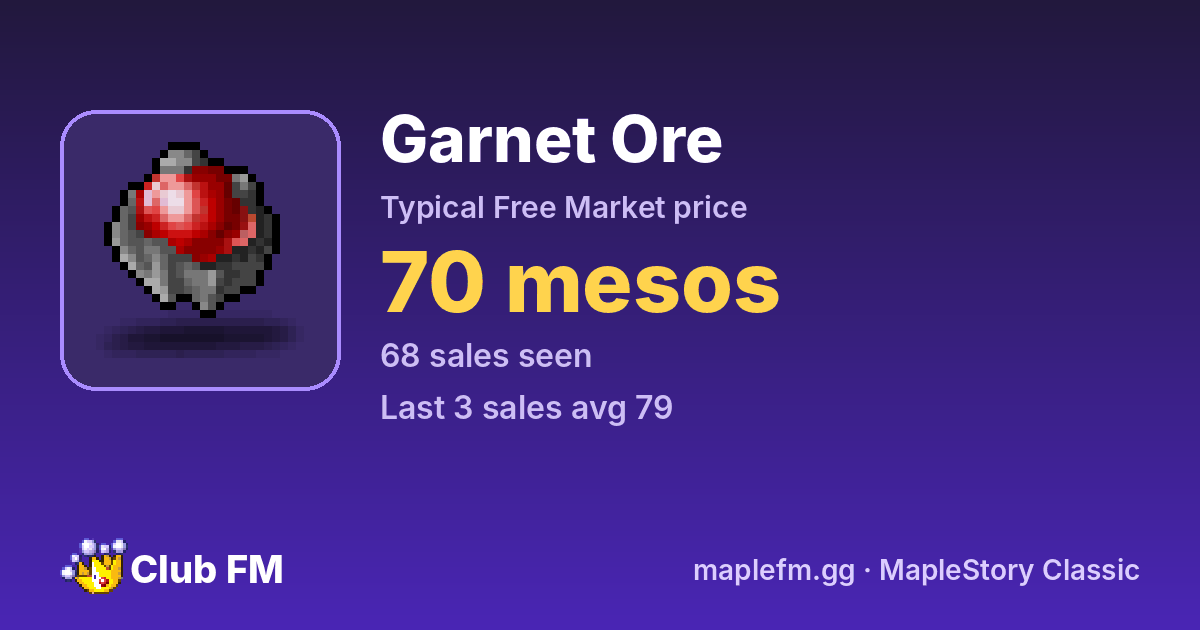 Garnet Ore
Typical Free Market price
70 mesos
68 sales seen
Last 3 sales avg 79
Club FM
maplefm.gg · MapleStory Classic